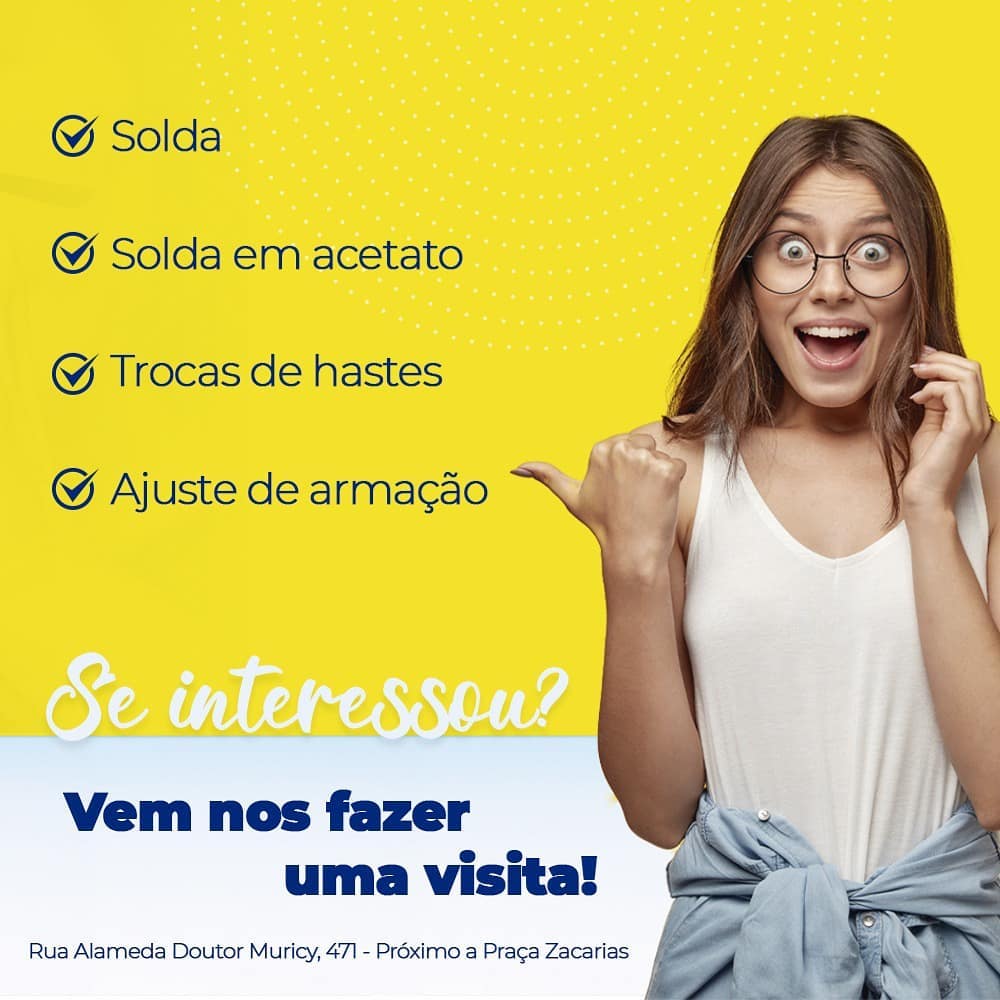 Solda
Solda em acetato
Trocas de hastes
Ajuste de armação
Se interessou?
Vem nos fazer
uma visita!
Rua Alameda Doutor Muricy, 471 - Próximo a Praça Zacarias